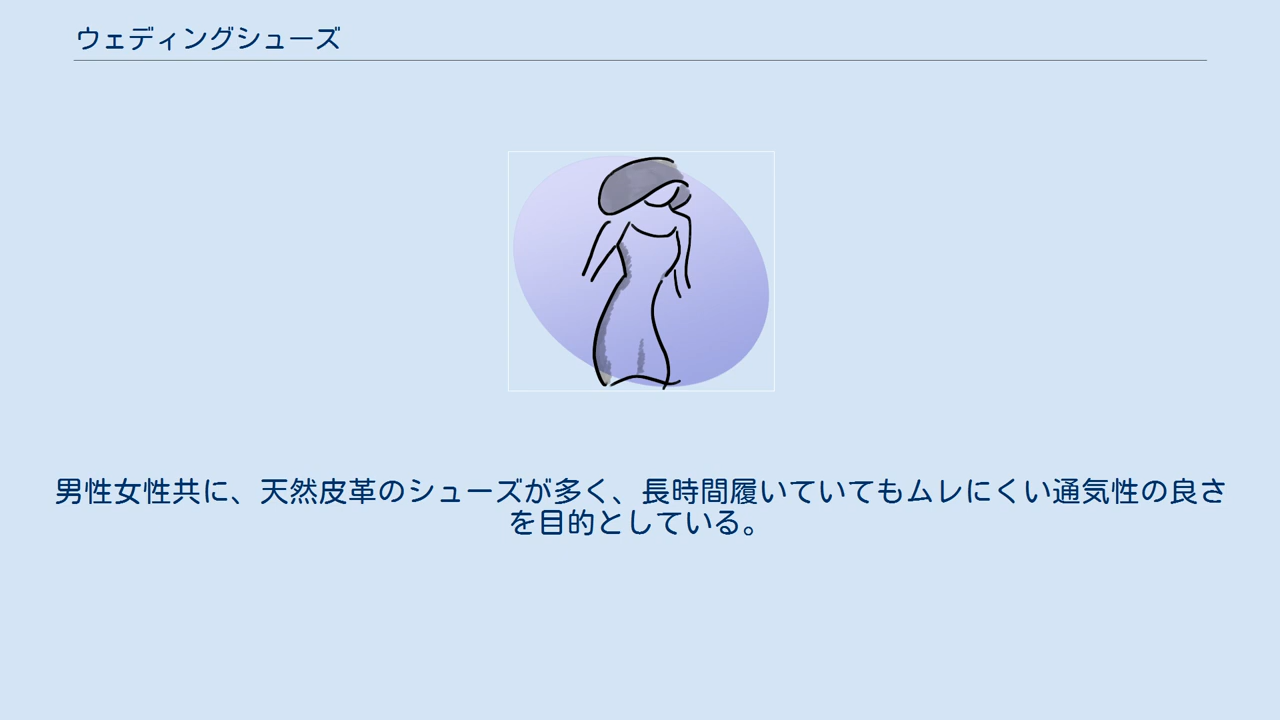 ウェディングシューズ
男性女性共に、天然皮革のシューズが多く、長時間履いていてもムレにくい通気性の良さ
を目的としている。